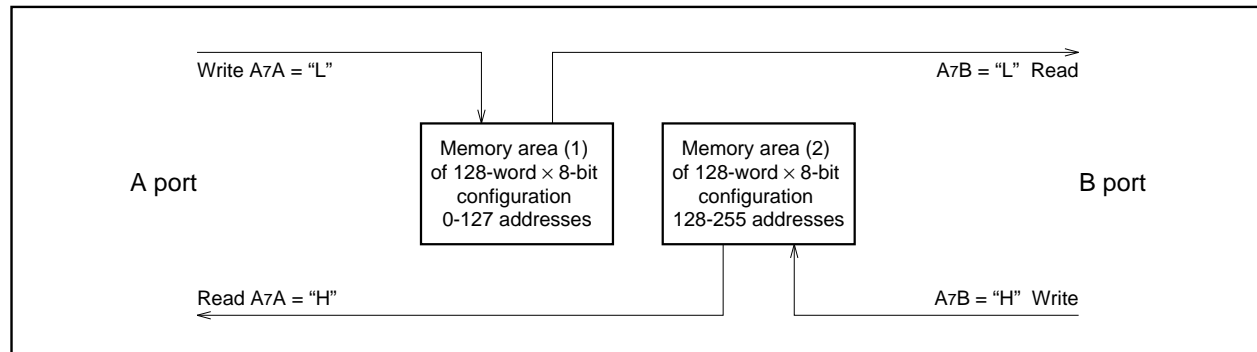 Write A7A = “L”
A7B = “L” Read
A port
Memory area (1)
of 128-word × 8-bit
configuration
0-127 addresses
Memory area (2)
of 128-word × 8-bit
configuration
128-255 addresses
B port
Read A7A = “H”
A7B = “H” Write